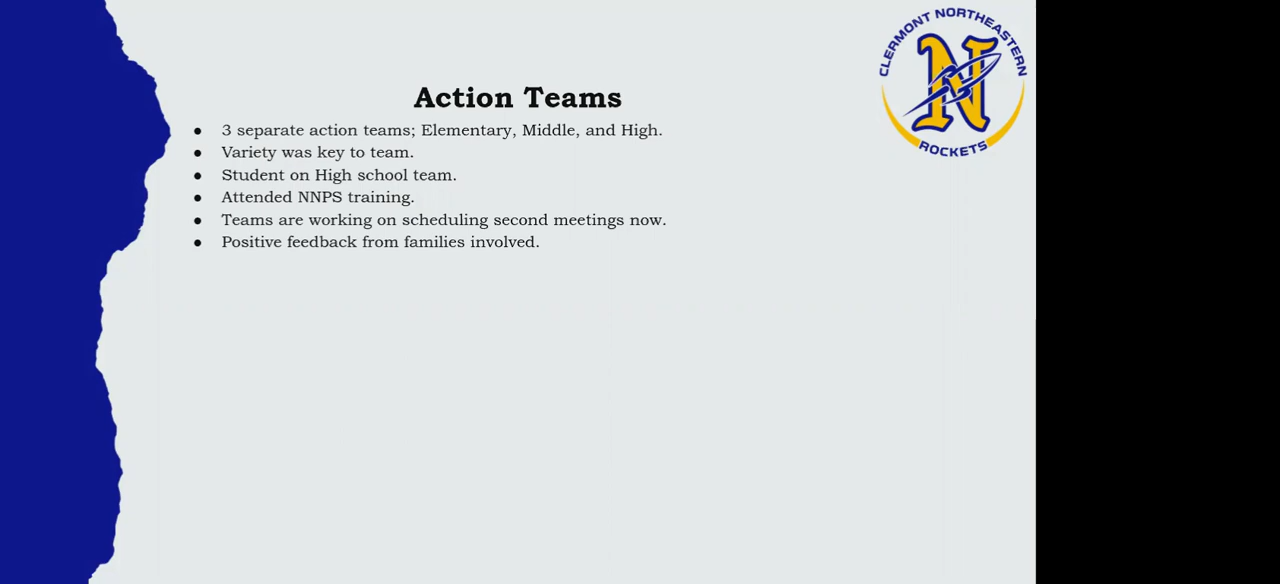 CLERMONT NORTHEASTERN
N
ROCKETS
Action Teams
● 3 separate action teams; Elementary, Middle, and High.
● Variety was key to team.
● Student on High school team.
● Attended NNPS training.
● Teams are working on scheduling second meetings now.
● Positive feedback from families involved.